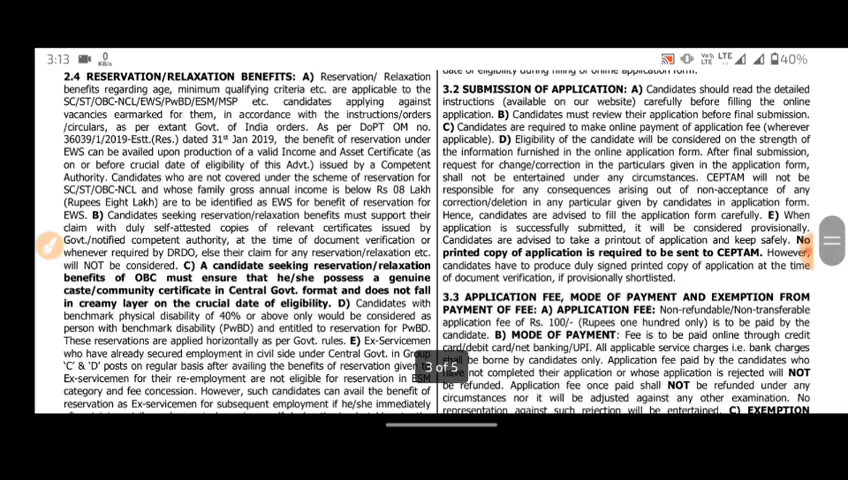 3:13
0
KB/s
Vo
LTE
LTE
40%
2.4 RESERVATION/RELAXATION BENEFITS: A) Reservation/ Relaxation
benefits regarding age, minimum qualifying criteria etc. are applicable to the
SC/ST/OBC-NCL/EWS/PwBD/ESM/MSP etc. candidates applying against
vacancies earmarked for them, in accordance with the instructions/orders
/circulars, as per extant Govt. of India orders. As per DoPT OM no.
36039/1/2019-Estt.(Res.) dated 31st Jan 2019, the benefit of reservation under
EWS can be availed upon production of a valid Income and Asset Certificate (as
on or before crucial date of eligibility of this Advt.) issued by a Competent
Authority. Candidates who are not covered under the scheme of reservation for
SC/ST/OBC-NCL and whose family gross annual income is below Rs 08 Lakh
(Rupees Eight Lakh) are to be identified as EWS for benefit of reservation for
EWS. B) Candidates seeking reservation/relaxation benefits must support their
claim with duly self-attested copies of relevant certificates issued by
Govt./notified competent authority, at the time of document verification or
whenever required by DRDO, else their claim for any reservation/relaxation etc.
will NOT be considered. C) A candidate seeking reservation/relaxation
benefits of OBC must ensure that he/she possess a genuine
caste/community certificate in Central Govt. format and does not fall
in creamy layer on the crucial date of eligibility. D) Candidates with
benchmark physical disability of 40% or above only would be considered as
person with benchmark disability (PwBD) and entitled to reservation for PwBD.
These reservations are applied horizontally as per Govt. rules. E) Ex-Servicemen
who have already secured employment in civil side under Central Govt. in Group
'C' & 'D' posts on regular basis after availing the benefits of reservation given
Ex-servicemen for their re-employment are not eligible for reservation in ESM
category and fee concession. However, such candidates can avail the benefit of
reservation as Ex-servicemen for subsequent employment if he/she immediately
date of eligibility during filling of online application form.
3.2 SUBMISSION OF APPLICATION: A) Candidates should read the detailed
instructions (available on our website) carefully before filling the online
application. B) Candidates must review their application before final submission.
C) Candidates are required to make online payment of application fee (wherever
applicable). D) Eligibility of the candidate will be considered on the strength of
the information furnished in the online application form. After final submission,
request for change/correction in the particulars given in the application form,
shall not be entertained under any circumstances. CEPTAM will not be
responsible for any consequences arising out of non-acceptance of any
correction/deletion in any particular given by candidates in application form.
Hence, candidates are advised to fill the application form carefully. E) When
application is successfully submitted, it will be considered provisionally.
Candidates are advised to take a printout of application and keep safely. No
printed copy of application is required to be sent to CEPTAM. However,
candidates have to produce duly signed printed copy of application at the time
of document verification, if provisionally shortlisted.
3.3 APPLICATION FEE, MODE OF PAYMENT AND EXEMPTION FROM
PAYMENT OF FEE: A) APPLICATION FEE: Non-refundable/Non-transferable
application fee of Rs. 100/- (Rupees one hundred only) is to be paid by the
candidate. B) MODE OF PAYMENT: Fee is to be paid online through credit
card/debit card/net banking/UPI. All applicable service charges i.e. bank charges
shall be borne by candidates only. Application fee paid by the candidates who
have not completed their application or whose application is rejected will NOT
be refunded. Application fee once paid shall NOT be refunded under any
circumstances nor it will be adjusted against any other examination. No
representation against such rejection will be entertained. C) EXEMPTION
3 of 5